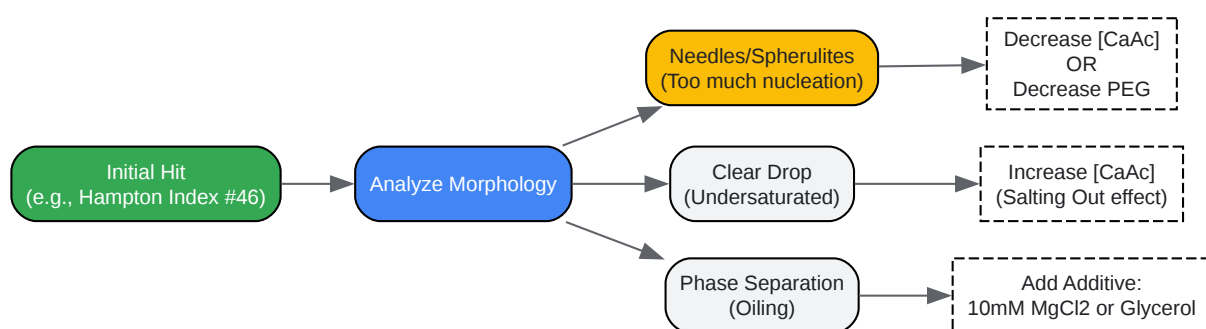 Initial Hit
(e.g., Hampton Index #46)
Analyze Morphology
Needles/Spherulites
(Too much nucleation)
Decrease [CaAc]
OR
Decrease PEG
Clear Drop
(Undersaturated)
Increase [CaAc]
(Salting Out effect)
Phase Separation
(Oiling)
Add Additive:
10mM MgCl2 or Glycerol